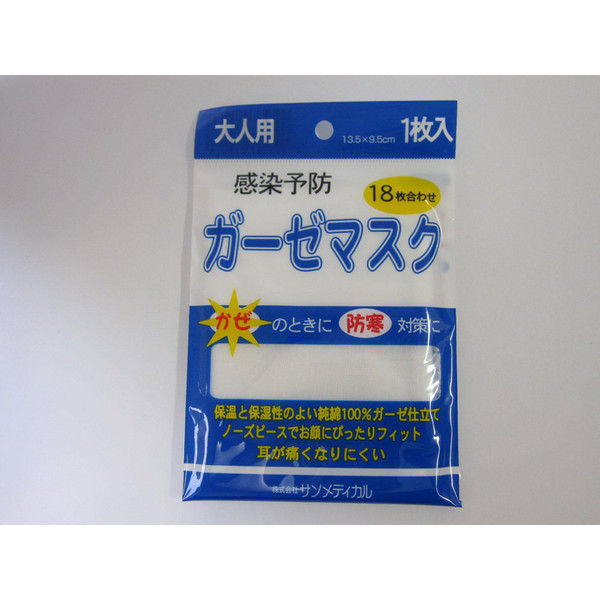 大人用
13.5×9.5cm
1枚入
感染予防
18枚合わせ
ガーゼマスク
かぜのときに 防寒 対策に
保温と保湿性のよい純綿100%ガーゼ仕立て
ノーズピースでお顔にぴったりフィット
耳が痛くなりにくい
株式会社 サンメディカル